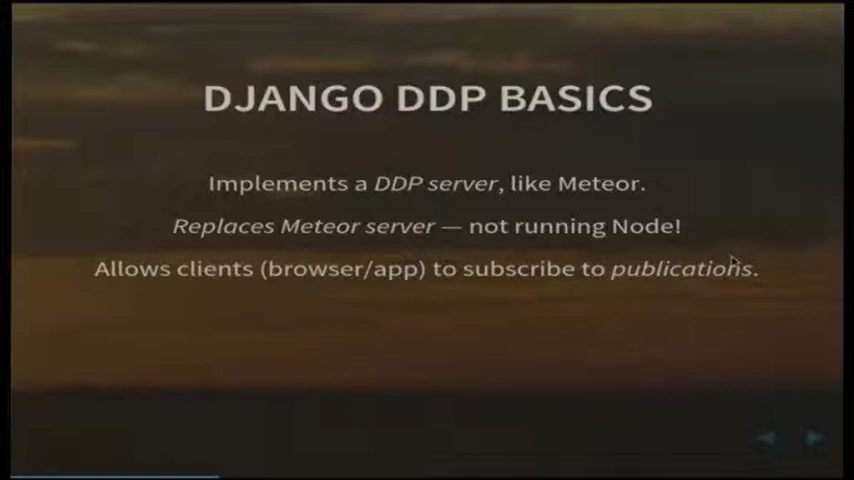 DJANGO DDP BASICS
Implements a DDP server, like Meteor.
Replaces Meteor server — not running Node!
Allows clients (browser/app) to subscribe to publications.